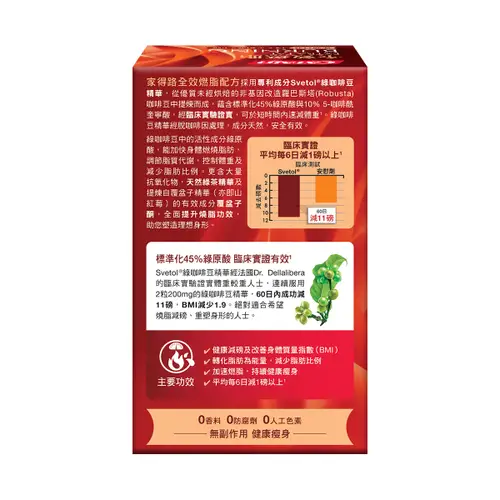 家得路全效燃脂配方採用專利成分Svetol®綠咖啡豆
精華，從優質未經烘焙的非基因改造羅巴斯塔(Robusta)
咖啡豆中提煉而成，蘊含標準化45%綠原酸與10% 5-咖啡酰
奎寧酸，經臨床實驗證實，可於短時間內速減體重¹。綠咖啡
豆精華經脫咖啡因處理，成分天然，安全有效。
綠咖啡豆中的活性成分綠原
酸，能加快身體燃燒脂肪、
調節脂質代謝，控制體重及
減少脂肪比例。更含大量
抗氧化物，天然綠茶精華及
提煉自覆盆子精華（亦即山
紅莓）的有效成分覆盆子
酮，全面提升燒脂功效，
助您塑造理想身形。
臨床實證
平均每6日減1磅以上¹
臨床測試
Svetol®
安慰劑
減去磅數
0
2
4
6
8
10
12
60日
減11磅
標準化45%綠原酸 臨床實證有效¹
Svetol®綠咖啡豆精華經法國Dr. Dellalibera
的臨床實驗證實體重較重人士，連續服用
2粒200mg的綠咖啡豆精華，60日內成功減
11磅，BMI減少1.9。絕對適合希望
燒脂減磅、重塑身形的人士。
主要功效
✓ 健康減磅及改善身體質量指數（BMI）
✓ 轉化脂肪為能量，減少脂肪比例
✓ 加速燃脂，持續健康瘦身
✓ 平均每6日減1磅以上¹
0香料 0防腐劑 0人工色素
無副作用 健康瘦身